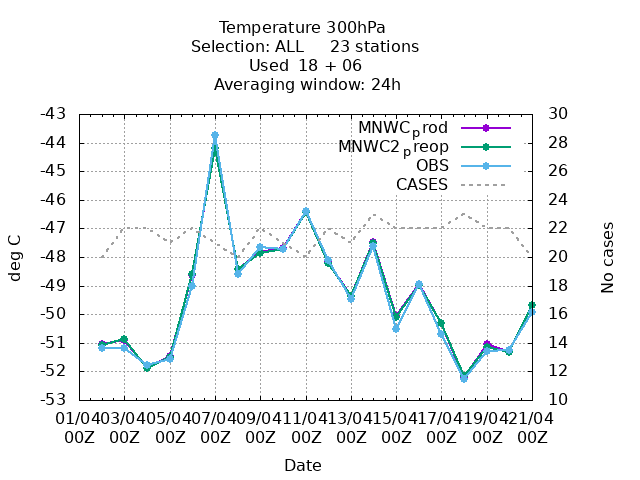 Temperature 300hPa
Selection: ALL 23 stations
Used 18 + 06
Averaging window: 24h
-43 30
-44 28
-45 26
-46 24
-47 22
-48 20
-49 18
-50 16
-51 14
-52 12
-53 10
MNWCprod
MNWC2preop
OBS
CASES
deg C
No cases
01/04 03/04 05/04 07/04 09/04 11/04 13/04 15/04 17/04 19/04 21/04
00Z 00Z 00Z 00Z 00Z 00Z 00Z 00Z 00Z 00Z 00Z
Date